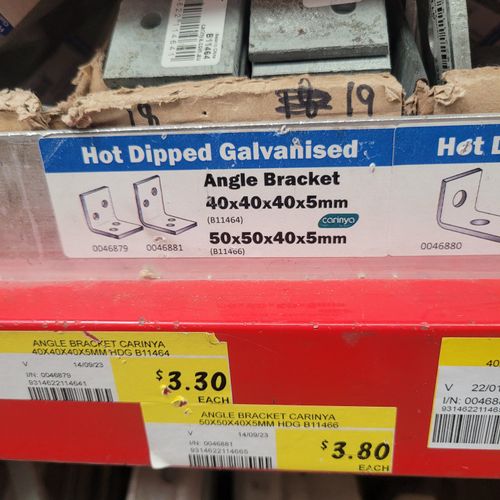 B11464
18
19
Hot Dipped Galvanised
Angle Bracket
40x40x40x5mm
(B11464)
carinya
50x50x40x5mm
(B11466)
0046879
0046881
Hot D
0046880
ANGLE BRACKET CARINYA
40X40X40X5MM HDG B11464
V 14/09/23
I/N: 0046879
9314622114641
$3.30
EACH
ANGLE BRACKET CARINYA
50X50X40X5MM HDG B11466
V 14/09/23
I/N: 0046881
9314622114665
$3.80
EACH
40
V 22/01
I/N: 00468